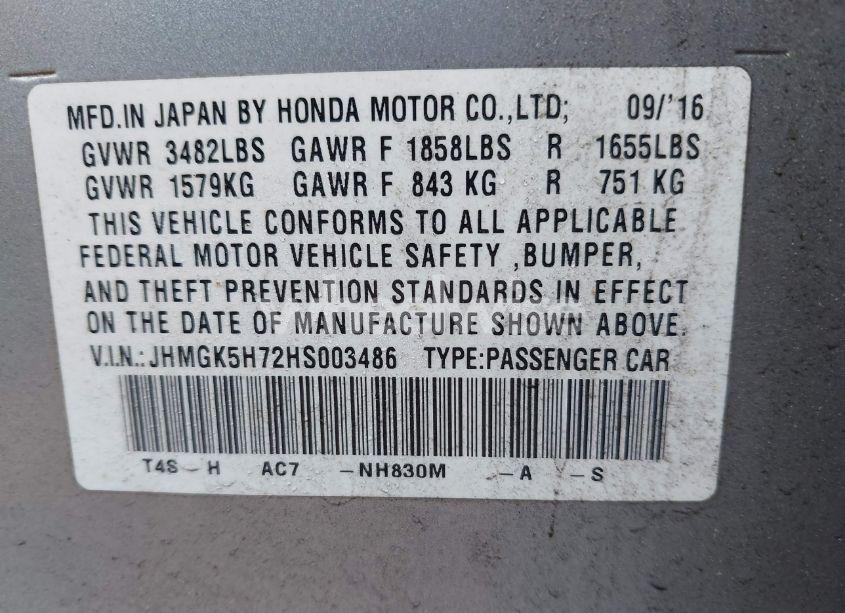 MFD.IN JAPAN BY HONDA MOTOR CO.,LTD; 09/'16
GVWR 3482LBS GAWR F 1858LBS R 1655LBS
GVWR 1579KG GAWR F 843 KG R 751 KG
THIS VEHICLE CONFORMS TO ALL APPLICABLE
FEDERAL MOTOR VEHICLE SAFETY ,BUMPER,
AND THEFT PREVENTION STANDARDS IN EFFECT
ON THE DATE OF MANUFACTURE SHOWN ABOVE.
V.I.N.:JHMGK5H72HS003486 TYPE:PASSENGER CAR
T4S-H AC7 -NH830M -A -S